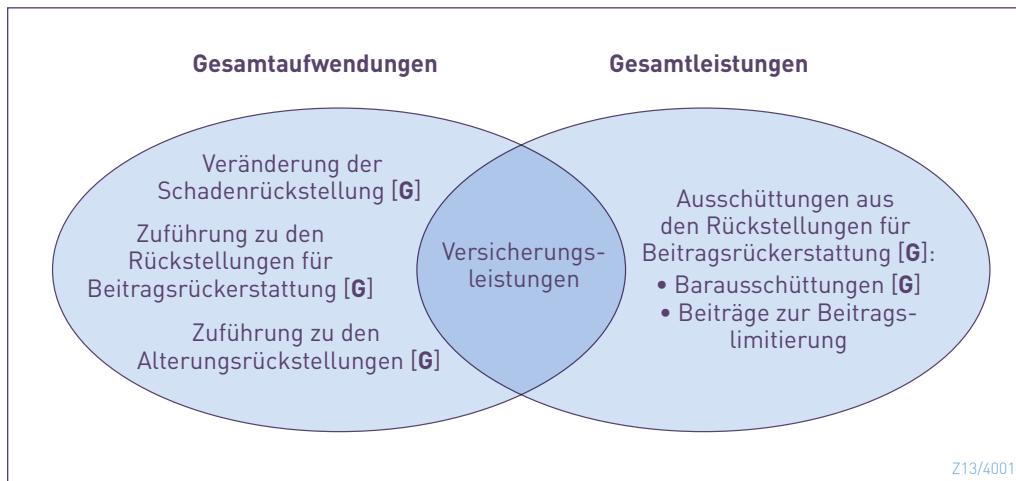 Gesamtaufwendungen
Gesamtleistungen
Veränderung der
Schadenrückstellung [G]
Zuführung zu den
Rückstellungen für
Beitragsrückerstattung [G]
Zuführung zu den
Alterungsrückstellungen [G]
Versicherungs-
leistungen
Ausschüttungen aus
den Rückstellungen für
Beitragsrückerstattung [G]:
• Barausschüttungen [G]
• Beiträge zur Beitrags-
limitierung
Z13/4001